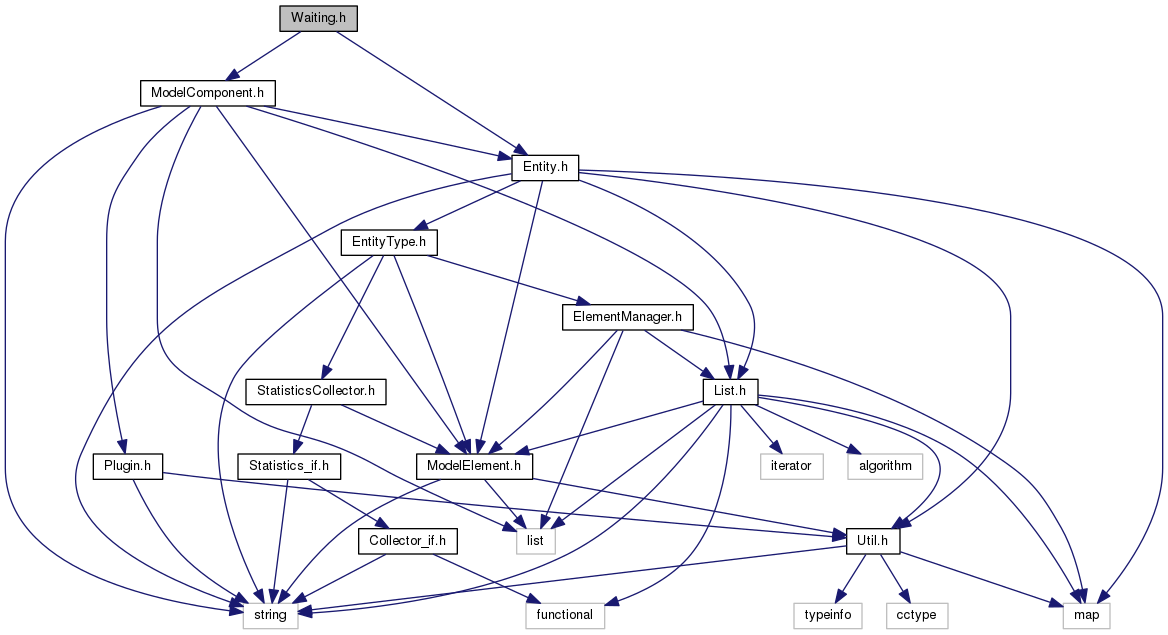 Waiting.h
ModelComponent.h
Entity.h
EntityType.h
ElementManager.h
StatisticsCollector.h
List.h
Plugin.h
Statistics_if.h
ModelElement.h
iterator
algorithm
Collector_if.h
list
Util.h
string
functional
typeinfo
cctype
map